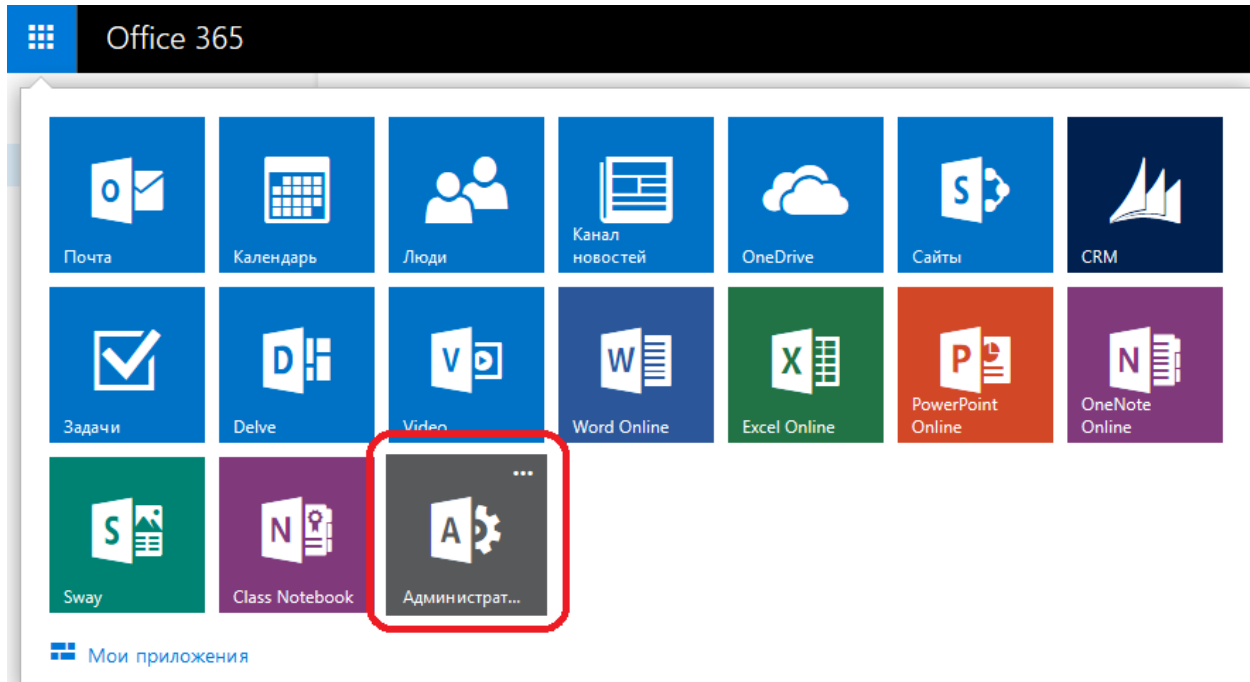 Office 365
Почта
Календарь
Люди
Канал
новостей
OneDrive
Сайты
CRM
Задачи
Delve
Video
Word Online
Excel Online
PowerPoint
Online
OneNote
Online
Sway
Class Notebook
Администрат...
Мои приложения